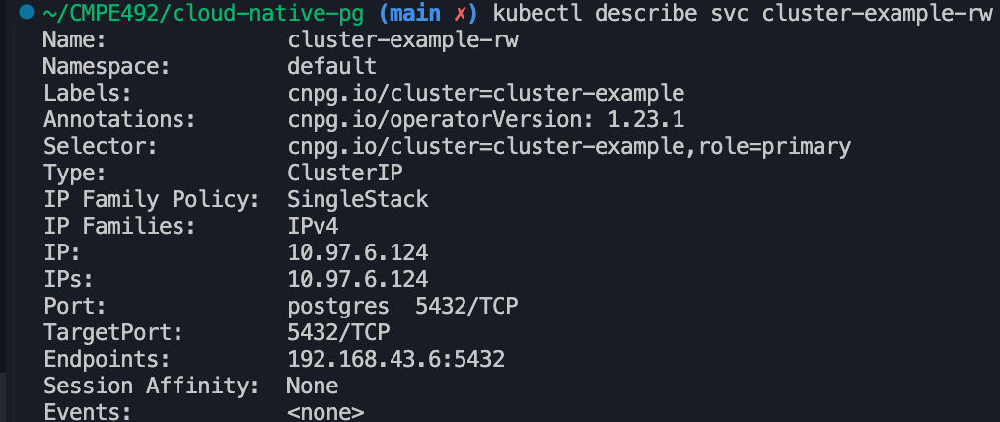 ~/CMPE492/cloud-native-pg (main ✗) kubectl describe svc cluster-example-rw
Name: cluster-example-rw
Namespace: default
Labels: cnpg.io/cluster=cluster-example
Annotations: cnpg.io/operatorVersion: 1.23.1
Selector: cnpg.io/cluster=cluster-example,role=primary
Type: ClusterIP
IP Family Policy: SingleStack
IP Families: IPv4
IP: 10.97.6.124
IPs: 10.97.6.124
Port: postgres 5432/TCP
TargetPort: 5432/TCP
Endpoints: 192.168.43.6:5432
Session Affinity: None
Events: <none>